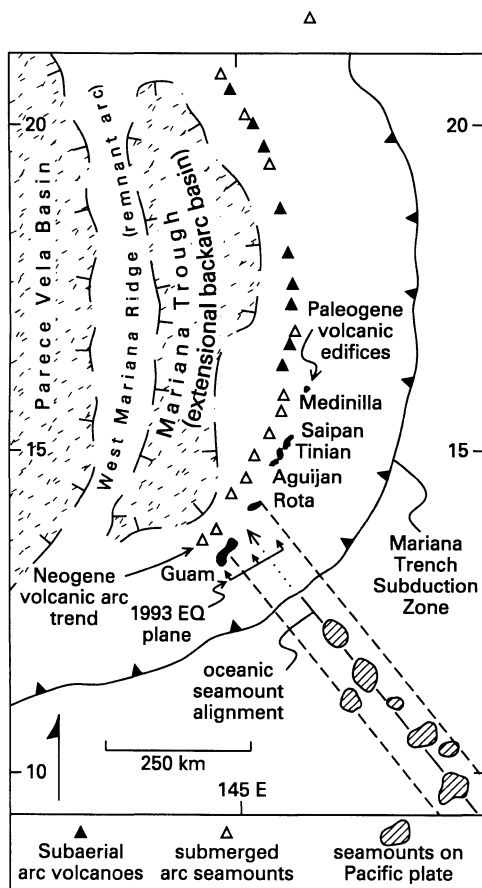 20
20
Parece Vela Basin
West Mariana Ridge (remnant arc)
Mariana Trough
(extensional backarc basin)
Paleogene
volcanic
edifices
Medinilla
Saipan
Tinian
Aguijan
Rota
15
15
Mariana
Trench
Subduction
Zone
Neogene
volcanic arc
trend
Guam
1993 EQ
plane
oceanic
seamount
alignment
250 km
10
10
145 E
Subaerial
arc volcanoes
submerged
arc seamounts
seamounts on
Pacific plate